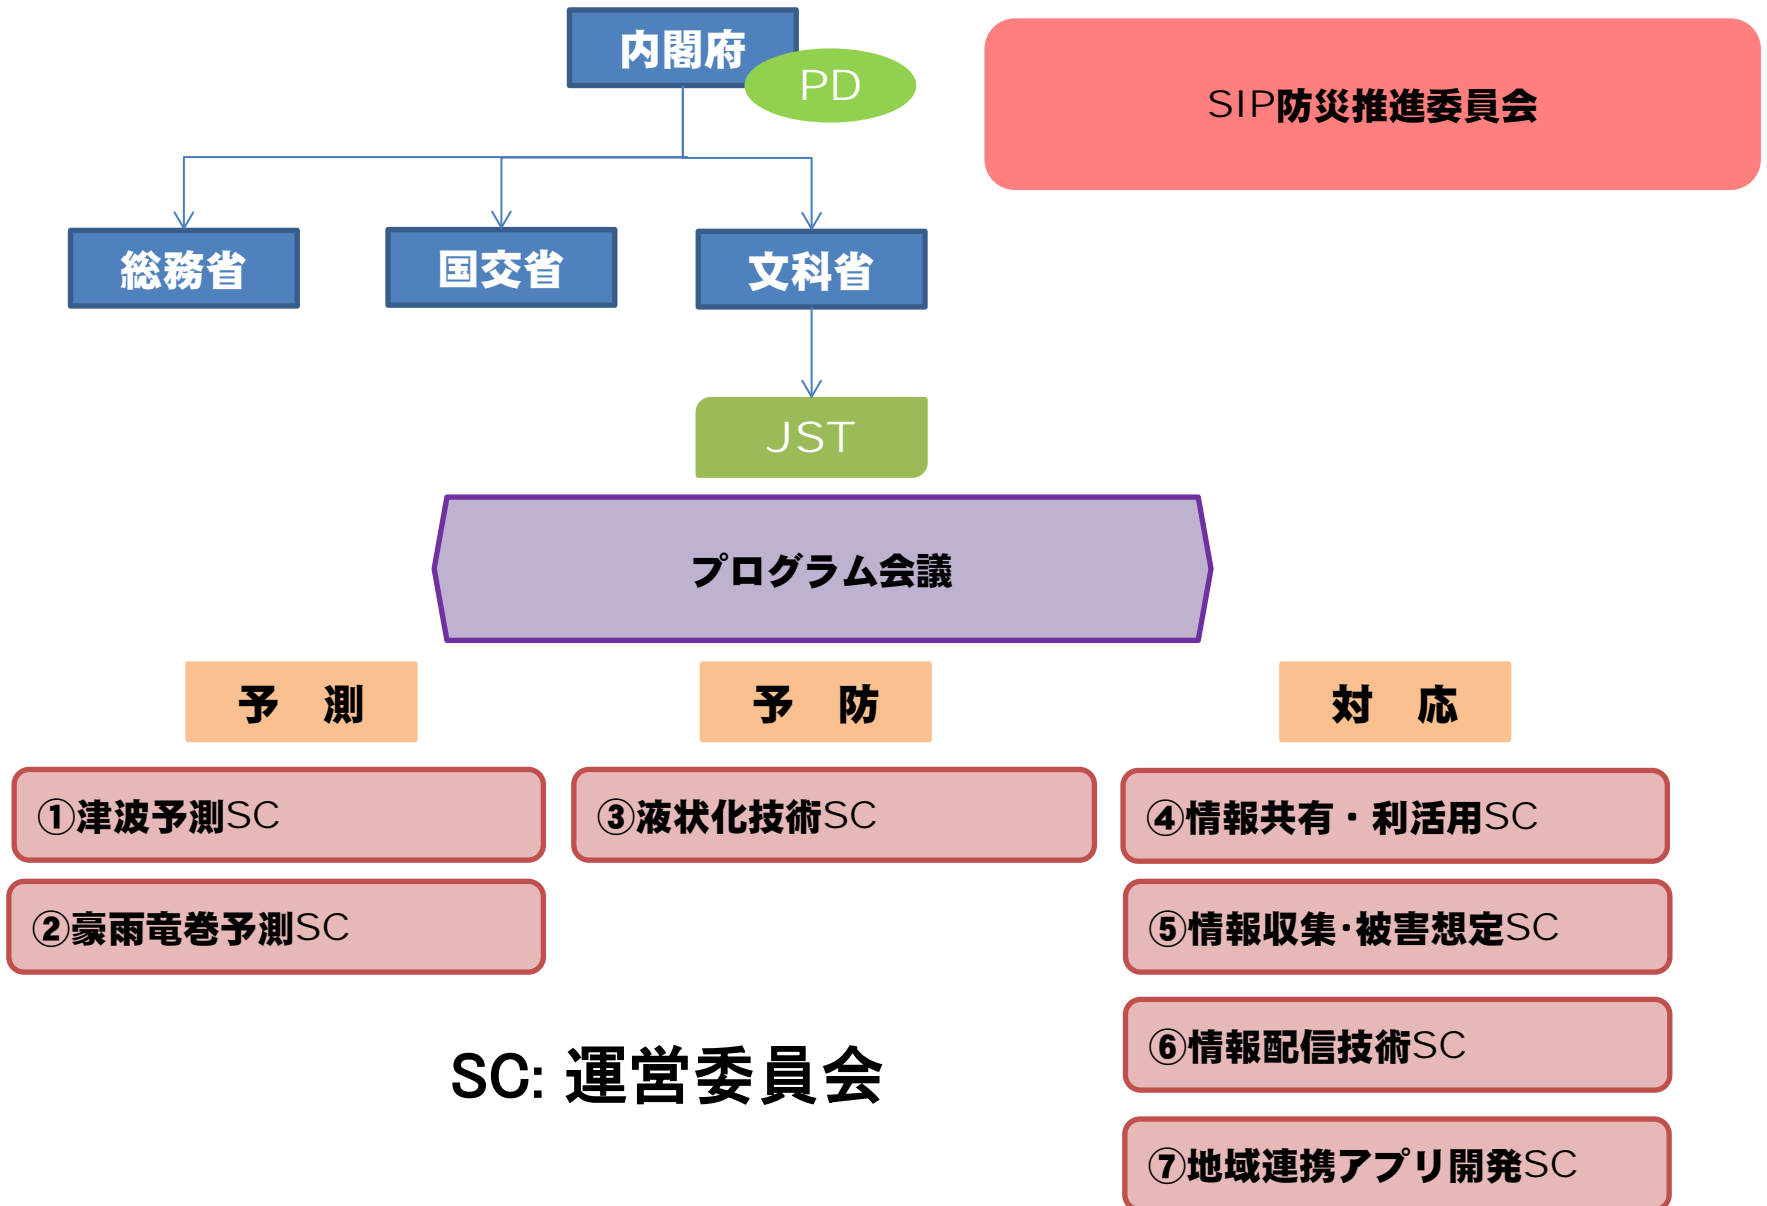 内閣府
PD
SIP防災推進委員会
総務省
国交省
文科省
JST
プログラム会議
予　測
予　防
対　応
①津波予測SC
③液状化技術SC
④情報共有・利活用SC
②豪雨竜巻予測SC
⑤情報収集･被害想定SC
⑥情報配信技術SC
SC: 運営委員会
⑦地域連携アプリ開発SC